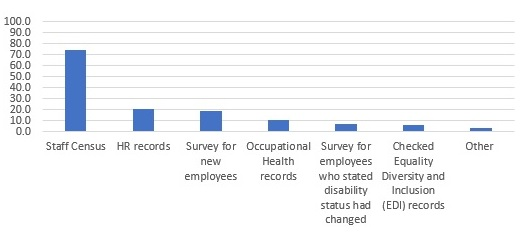 100.0
90.0
80.0
70.0
60.0
50.0
40.0
30.0
20.0
10.0
0.0
Staff Census
HR records
Survey for
new
employees
Occupational
Health
records
Survey for
employees
who stated
disability
status had
changed
Checked
Equality
Diversity and
Inclusion
(EDI) records
Other